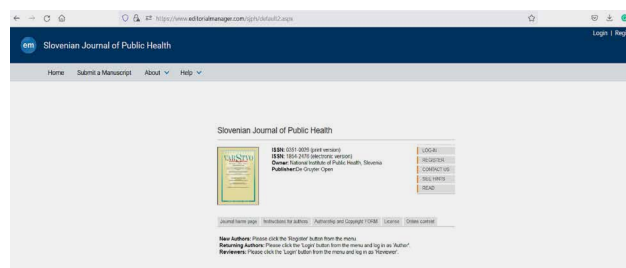 https://www.editorialmanager.com/sjph/default2.aspx
Login | Reg
em Slovenian Journal of Public Health
Home Submit a Manuscript About Help
Slovenian Journal of Public Health
VARSTVO
ISSN: 0351-0026 (print version)
ISSN: 1854-2476 (electronic version)
Owner: National Institute of Public Health, Slovenia
Publisher:De Gruyter Open
LOG-IN
REGISTER
CONTACT US
READ
Journal home page Instructions for authors Authorship and Copyright FORM License Online content
New Authors: Please click the 'Register' button from the menu.
Returning Authors: Please click the 'Login' button from the menu and log in as 'Author'.
Reviewers: Please click the 'Login' button from the menu and log in as 'Reviewer'.